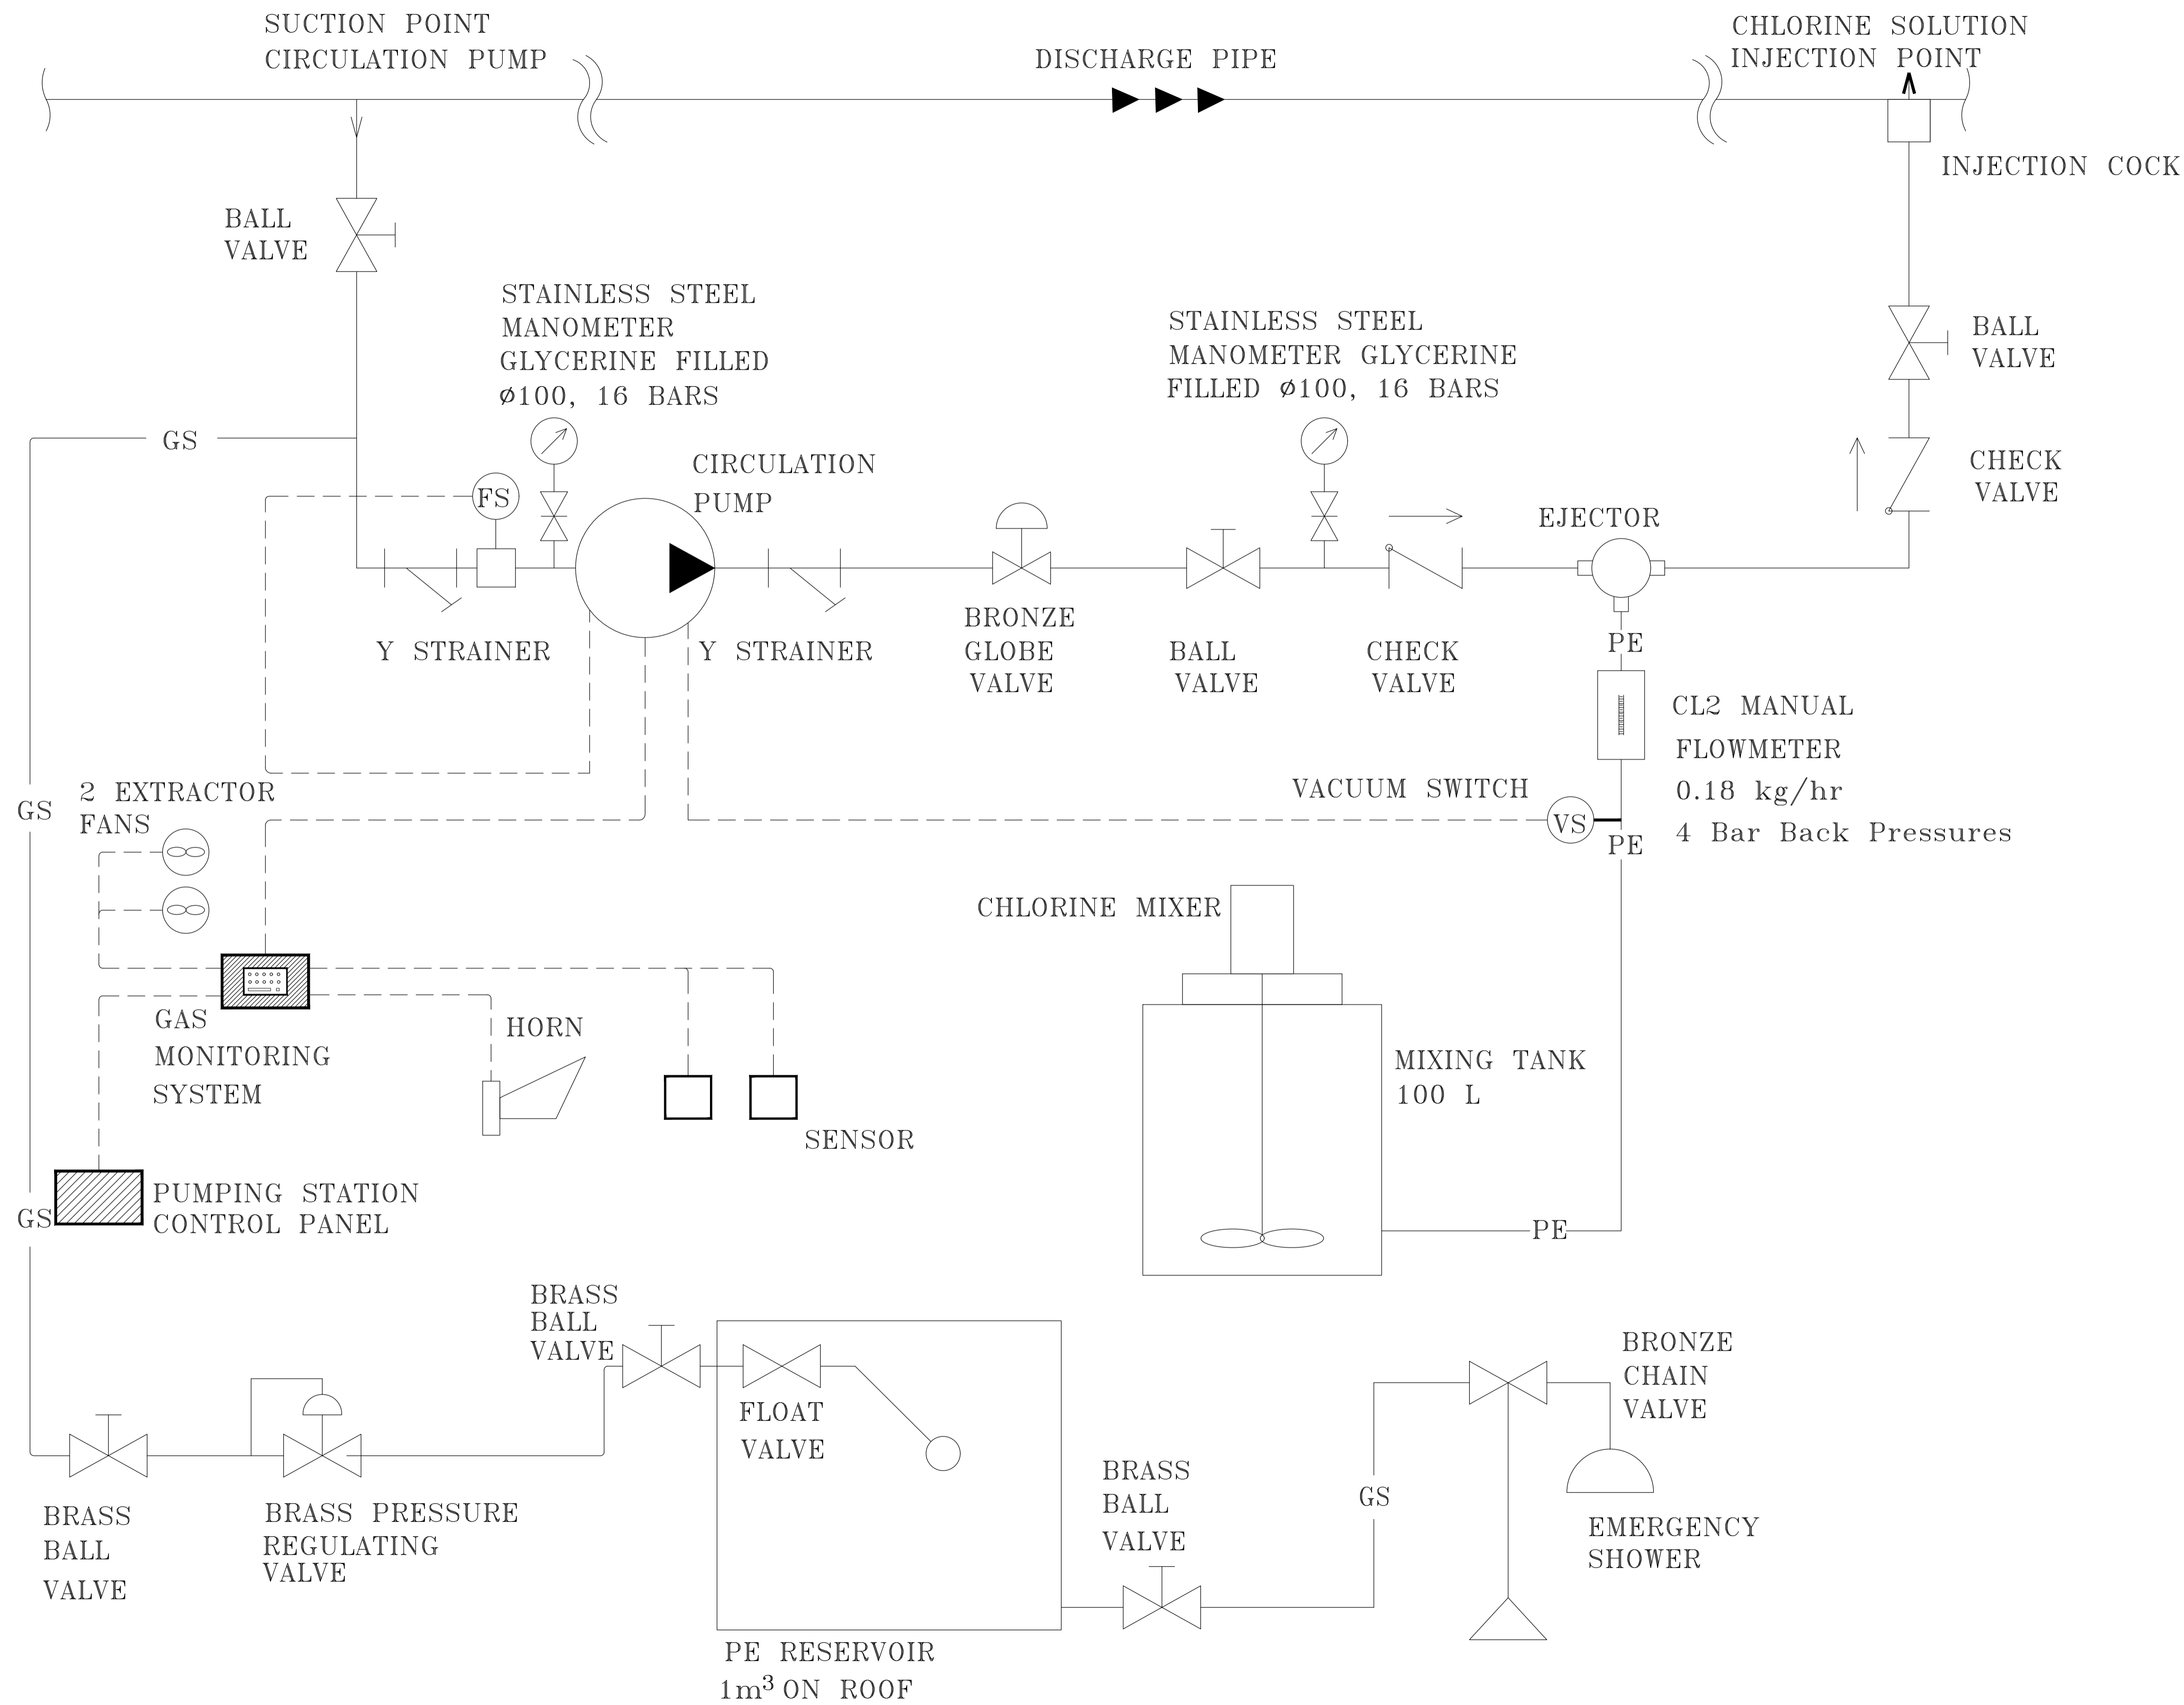 SUCTION POINT
CIRCULATION PUMP
DISCHARGE PIPE
CHLORINE SOLUTION
INJECTION POINT
INJECTION COCK
BALL
VALVE
STAINLESS STEEL
MANOMETER
GLYCERINE FILLED
ø100, 16 BARS
STAINLESS STEEL
MANOMETER GLYCERINE
FILLED ø100, 16 BARS
BALL
VALVE
GS
FS
CIRCULATION
PUMP
EJECTOR
CHECK
VALVE
Y STRAINER
Y STRAINER
BRONZE
GLOBE
VALVE
BALL
VALVE
CHECK
VALVE
PE
CL2 MANUAL
FLOWMETER
0.18 kg/hr
4 Bar Back Pressures
VACUUM SWITCH
VS
PE
GS
2 EXTRACTOR
FANS
CHLORINE MIXER
GAS
MONITORING
SYSTEM
HORN
SENSOR
MIXING TANK
100 L
GS
PUMPING STATION
CONTROL PANEL
PE
BRASS
BALL
VALVE
FLOAT
VALVE
BRONZE
CHAIN
VALVE
BRASS
BALL
VALVE
BRASS PRESSURE
REGULATING
VALVE
BRASS
BALL
VALVE
GS
EMERGENCY
SHOWER
PE RESERVOIR
1m³ ON ROOF